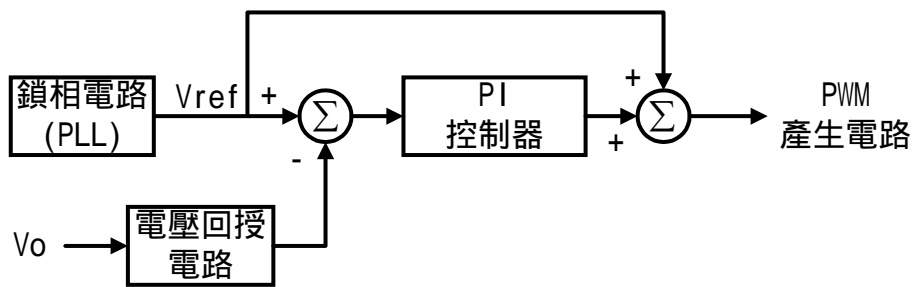 鎖相電路
(PLL)
Vref
+
-
Σ
PI
控制器
+
+
Σ
PWM
產生電路
Vo
電壓回授
電路